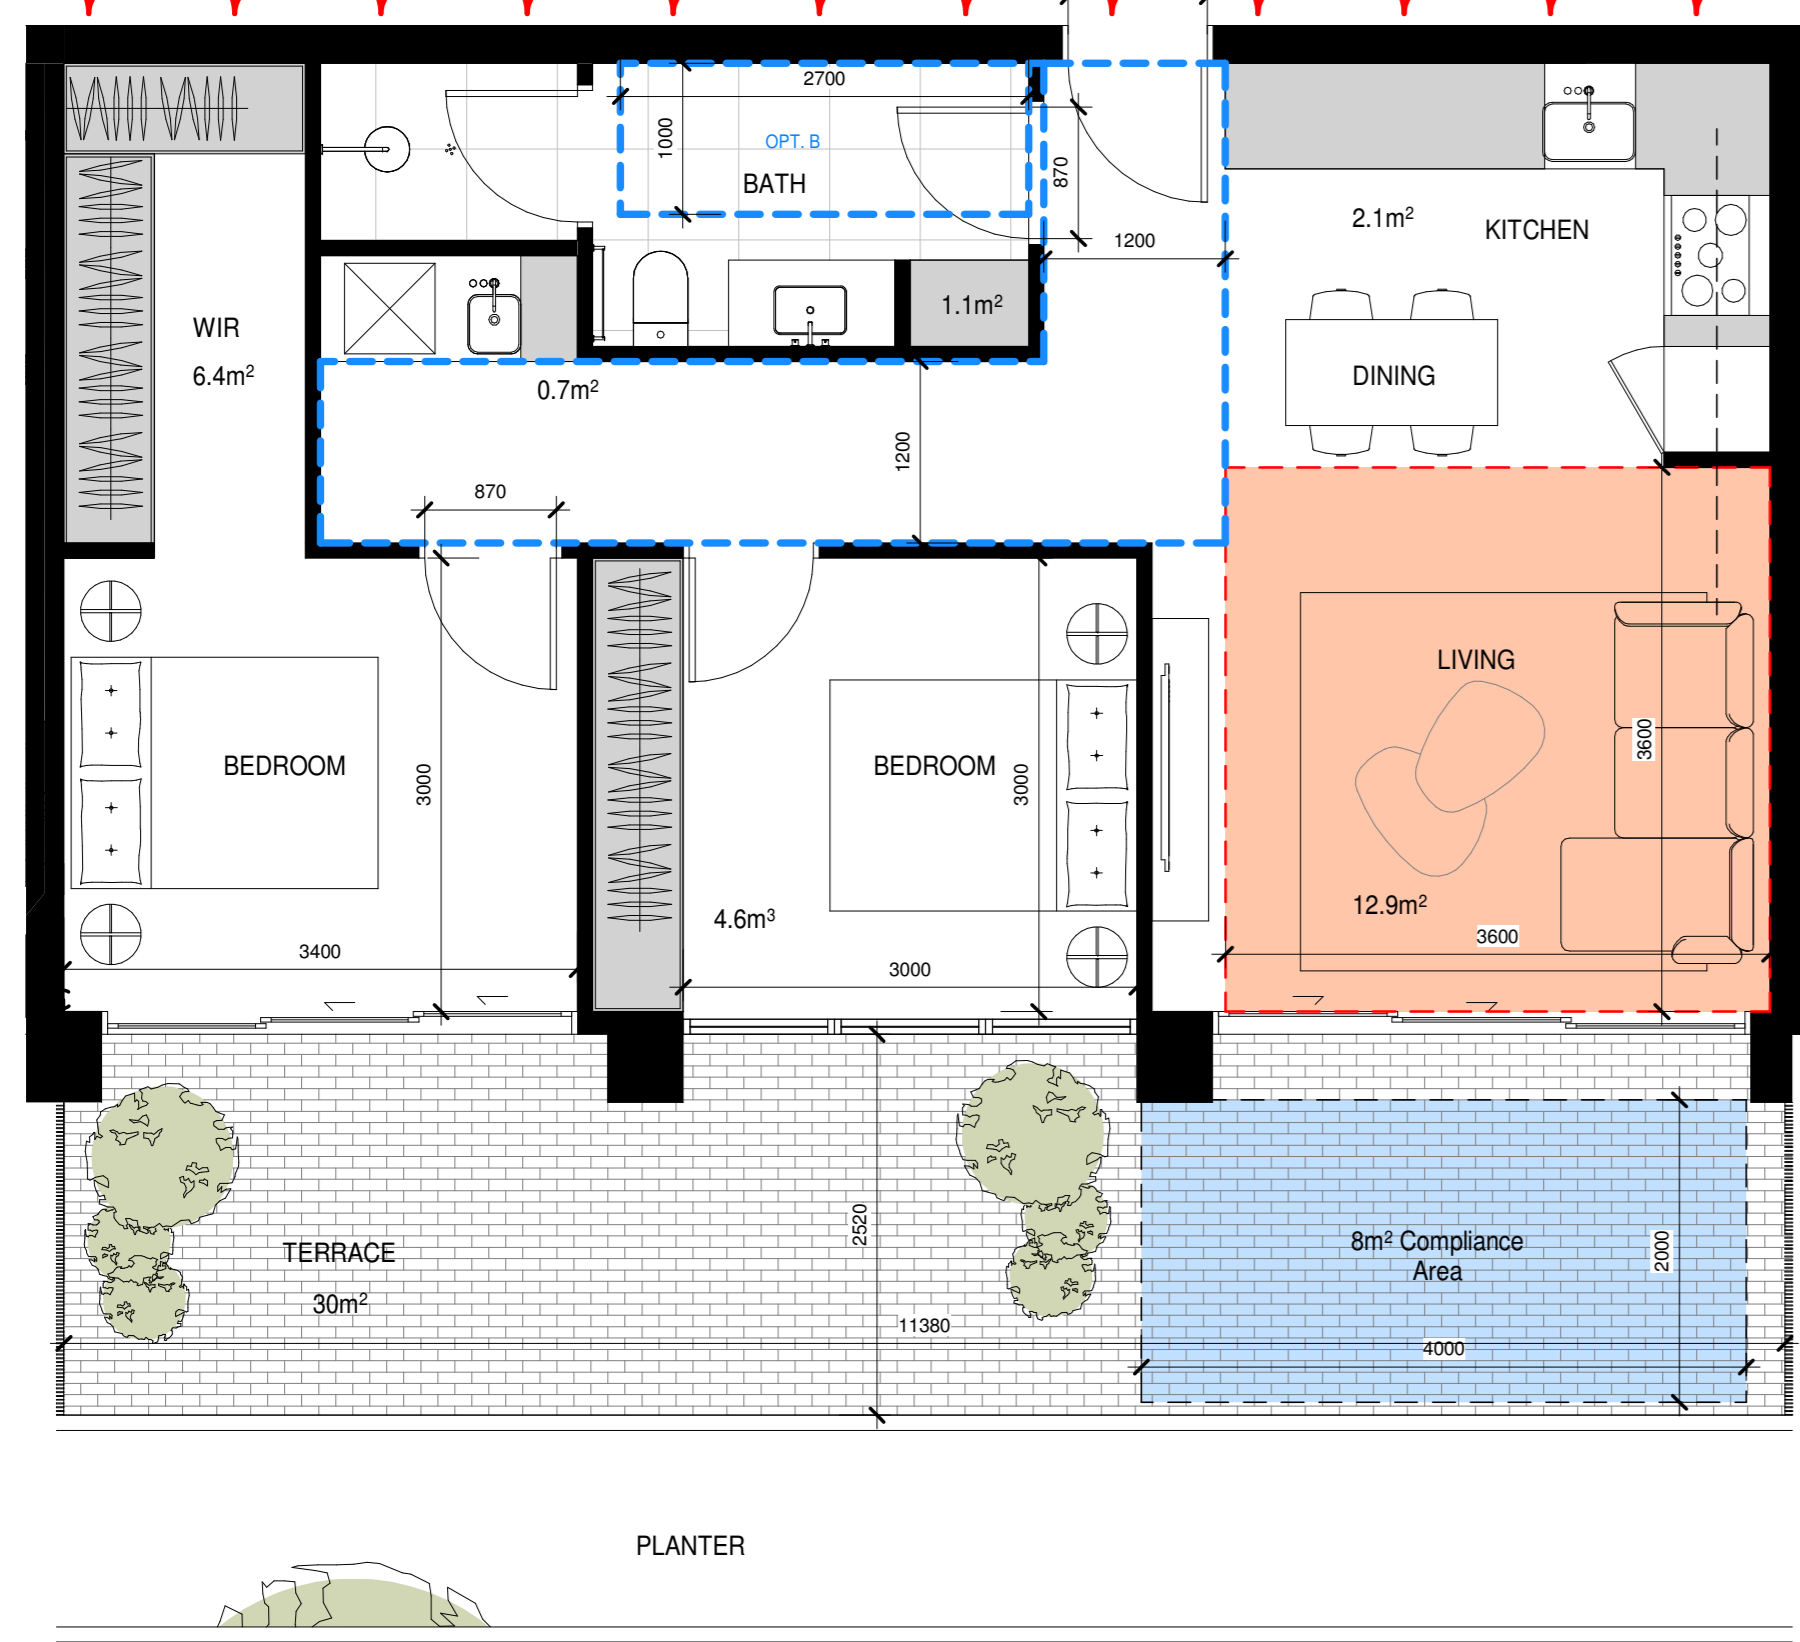 2700
1000
OPT. B
BATH
870
1200
2.1m²
KITCHEN
WIR
6.4m²
1.1m²
0.7m²
DINING
1200
870
LIVING
BEDROOM
3000
BEDROOM
3000
3600
4.6m³
12.9m²
3400
3000
3600
TERRACE
30m²
2520
8m² Compliance
Area
2000
11380
4000
PLANTER